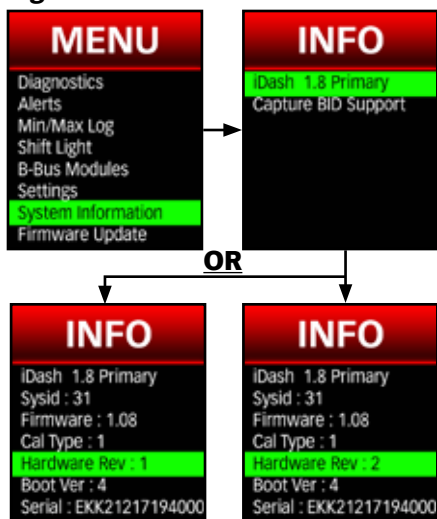 MENU
Diagnostics
Alerts
Min/Max Log
Shift Light
B-Bus Modules
Settings
System Information
Firmware Update
INFO
iDash 1.8 Primary
Capture BID Support
OR
INFO
iDash 1.8 Primary
Sysid : 31
Firmware : 1.08
Cal Type : 1
Hardware Rev : 1
Boot Ver : 4
Serial : EKK21217194000
INFO
iDash 1.8 Primary
Sysid : 31
Firmware : 1.08
Cal Type : 1
Hardware Rev : 2
Boot Ver : 4
Serial : EKK21217194000